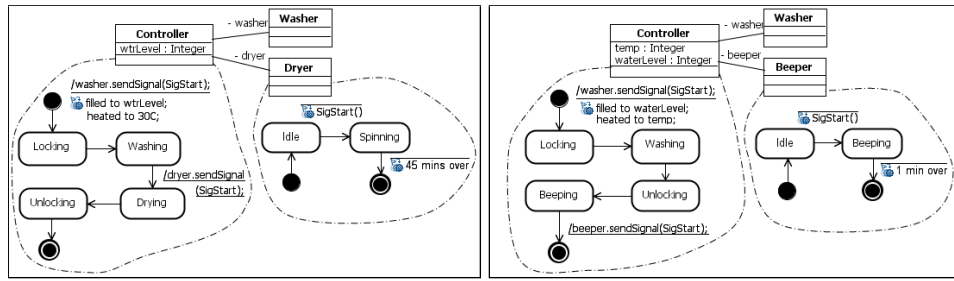 Controller
wtrLevel : Integer
- washer
Washer
- dryer
Dryer
/washer.sendSignal(SigStart);
filled to wtrLevel;
heated to 30C;
Locking
Washing
/dryer.sendSignal
(SigStart);
Unlocking
Drying
SigStart()
Idle
Spinning
45 mins over
Controller
temp : Integer
waterLevel : Integer
- washer
Washer
- beeper
Beeper
/washer.sendSignal(SigStart);
filled to waterLevel;
heated to temp;
Locking
Washing
Beeping
Unlocking
/beeper.sendSignal(SigStart);
SigStart()
Idle
Beeping
1 min over